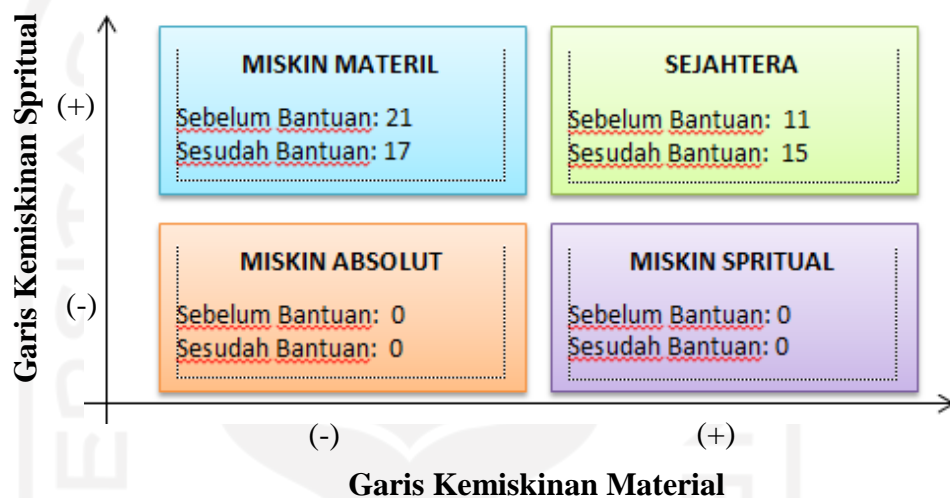 Garis Kemiskinan Spritual
(+)
MISKIN MATERIL
Sebelum Bantuan: 21
Sesudah Bantuan: 17
SEJAHTERA
Sebelum Bantuan: 11
Sesudah Bantuan: 15
(-)
MISKIN ABSOLUT
Sebelum Bantuan: 0
Sesudah Bantuan: 0
MISKIN SPRITUAL
Sebelum Bantuan: 0
Sesudah Bantuan: 0
(-)
(+)
Garis Kemiskinan Material